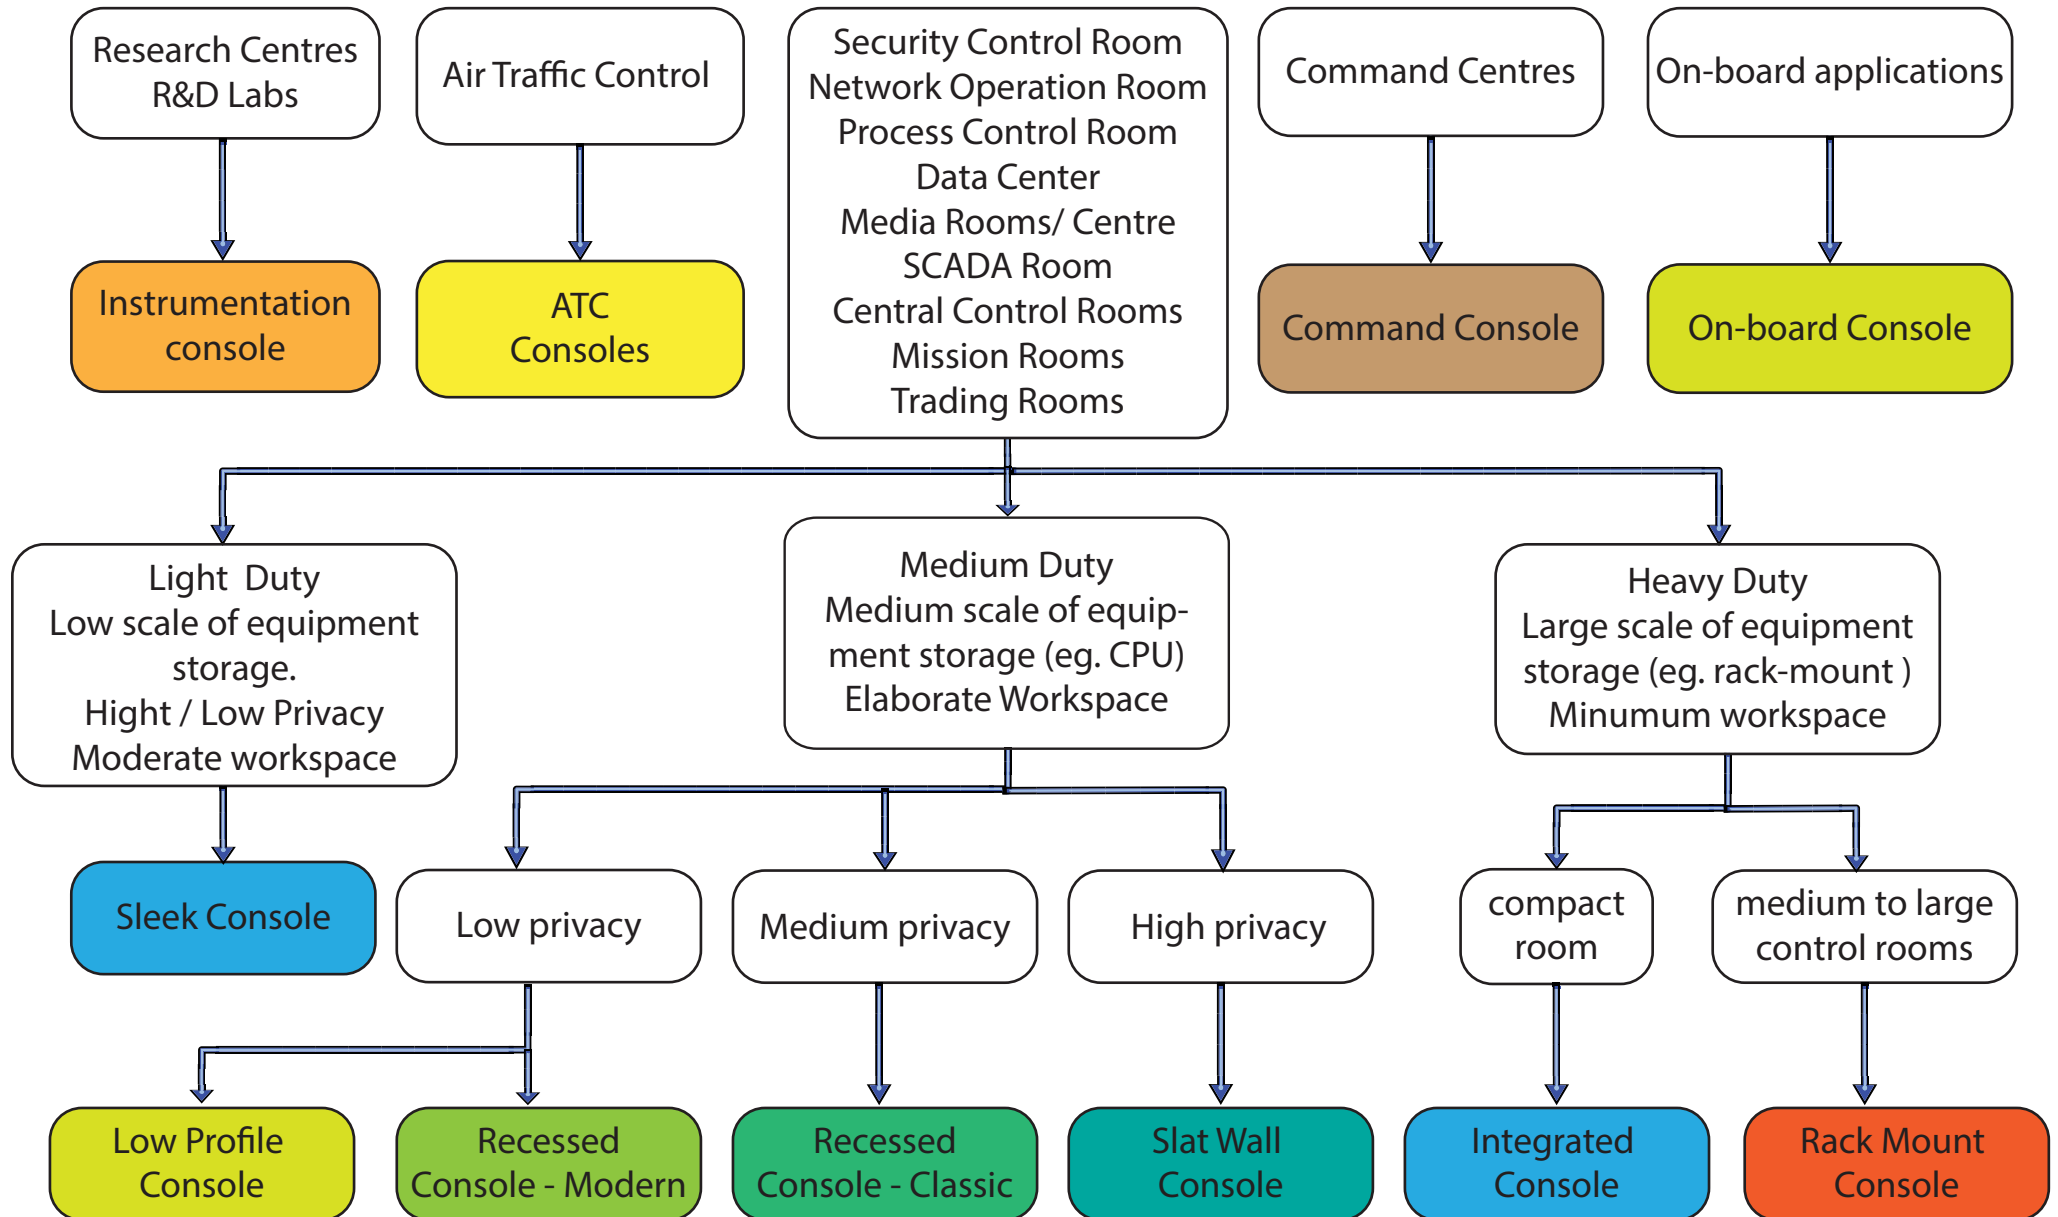 Research Centres
R&D Labs
Air Traffic Control
Security Control Room
Network Operation Room
Process Control Room
Data Center
Media Rooms/ Centre
SCADA Room
Central Control Rooms
Mission Rooms
Trading Rooms
Command Centres
On-board applications
Instrumentation
console
ATC
Consoles
Command Console
On-board Console
Light  Duty
Low scale of equipment
storage.
Hight / Low Privacy
Moderate workspace
Medium Duty
Medium scale of equip-
ment storage (eg. CPU)
Elaborate Workspace
Heavy Duty
Large scale of equipment
storage (eg. rack-mount )
Minumum workspace
Sleek Console
Low privacy
Medium privacy
High privacy
compact
room
medium to large
control rooms
Low Profile
Console
Recessed
Console - Modern
Recessed
Console - Classic
Slat Wall
Console
Integrated
Console
Rack Mount
Console